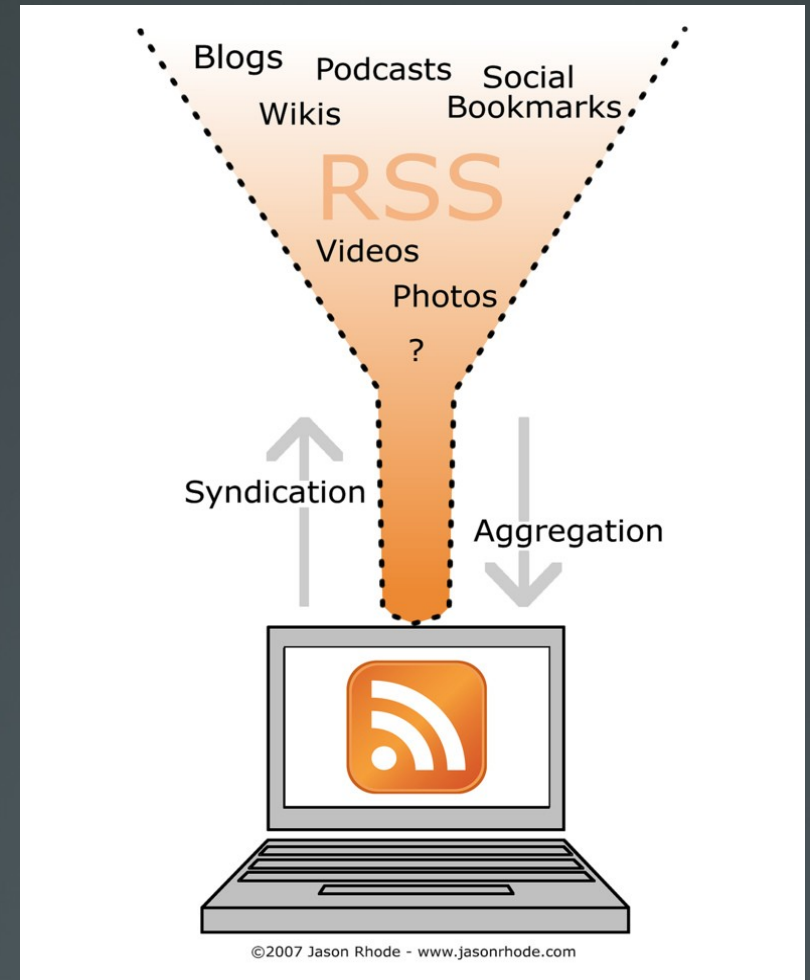 Blogs
Podcasts
Social
Bookmarks
Wikis
RSS
Videos
Photos
?
Syndication
Aggregation
©2007 Jason Rhode - www.jasonrhode.com